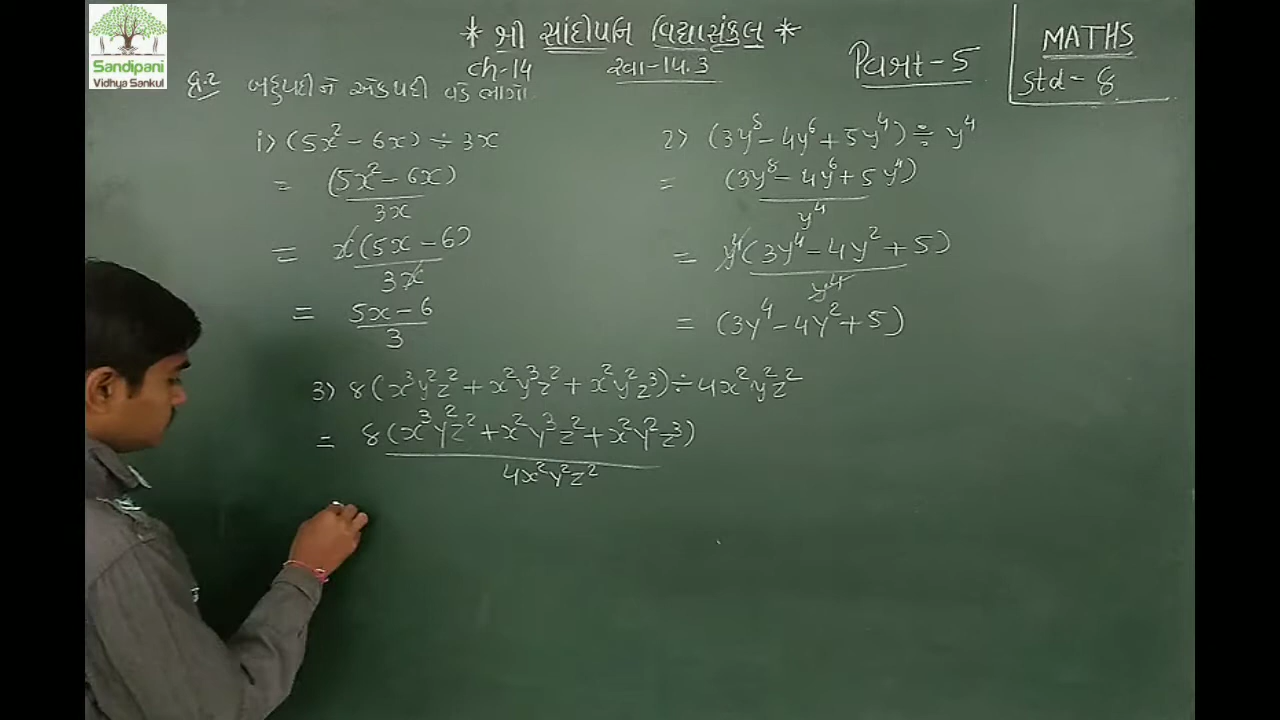 Sandipani
Vidhya Sankul
* શ્રી સાંદીપનિ વિદ્યાસંકુલ *
Ch-14 સ્વા-14.3
વિભાગ-5
MATHS
Std-8
પ્ર.2 બહુપદીને એકપદી વડે ભાગો.
1) (5x² - 6x) ÷ 3x
= (5x² - 6x)
3x
= x(5x - 6)
3x
= 5x - 6
3
2) (3y⁸ - 4y⁶ + 5y⁴) ÷ y⁴
= (3y⁸ - 4y⁶ + 5y⁴)
y⁴
= y⁴(3y⁴ - 4y² + 5)
y⁴
= (3y⁴ - 4y² + 5)
3) 8(x³y²z² + x²y³z² + x²y²z³) ÷ 4x²y²z²
= 8(x³y²z² + x²y³z² + x²y²z³)
4x²y²z²